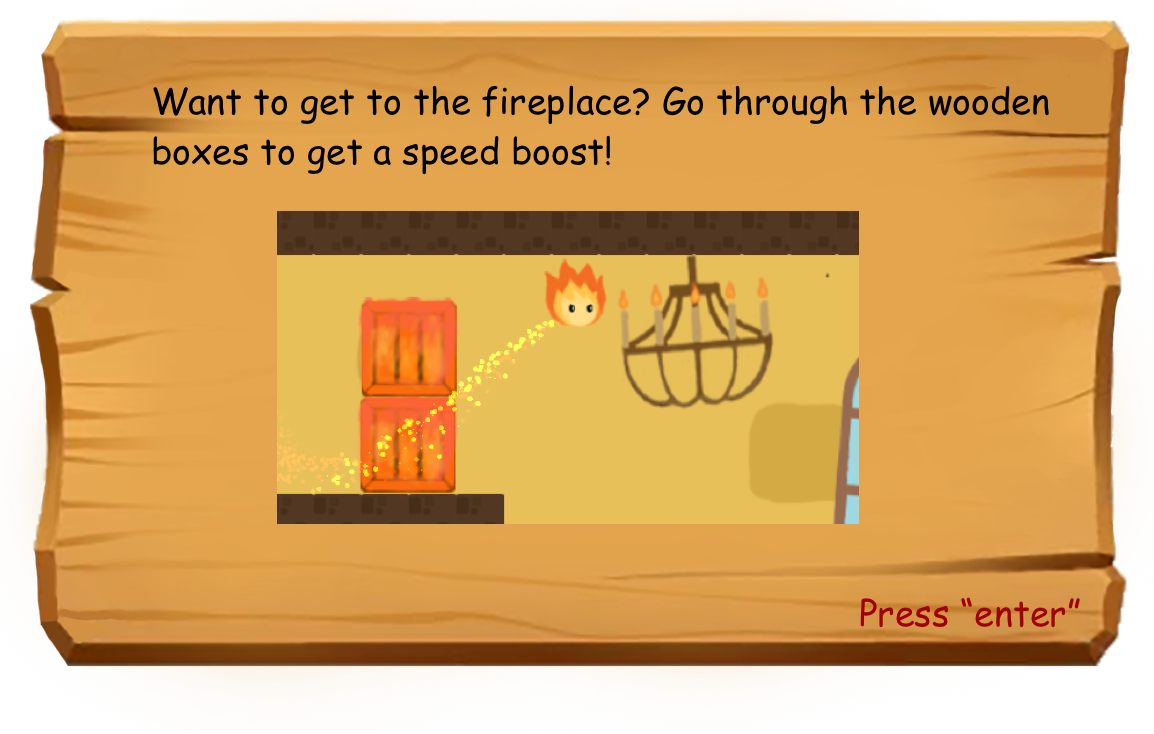 Want to get to the fireplace? Go through the wooden
boxes to get a speed boost!
Press “enter”